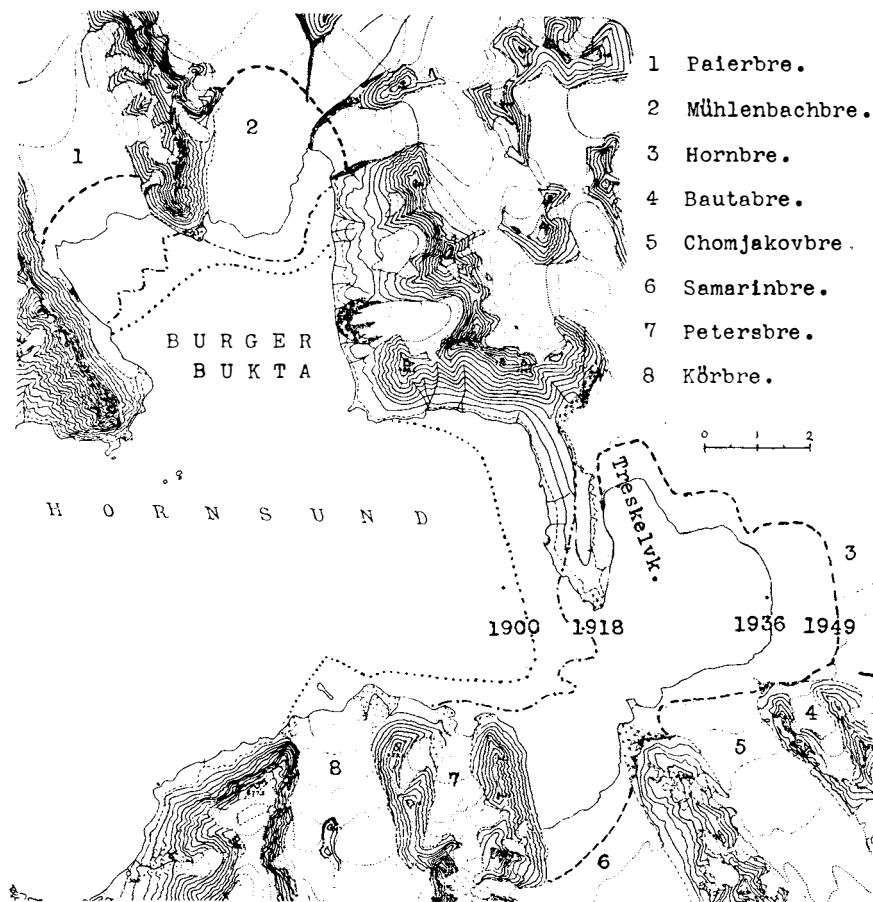 1 Paierbre.
2 Mühlenbachbre.
3 Hornbre.
4 Bautabre.
5 Chomjakovbre
6 Samarinbre.
7 Petersbre.
8 Körbre.
0 1 2
2
1
BURGER
BUKTA
HORNSUND
Treskelvk.
3
1900 1918 1936 1949
4
5
8
7
6